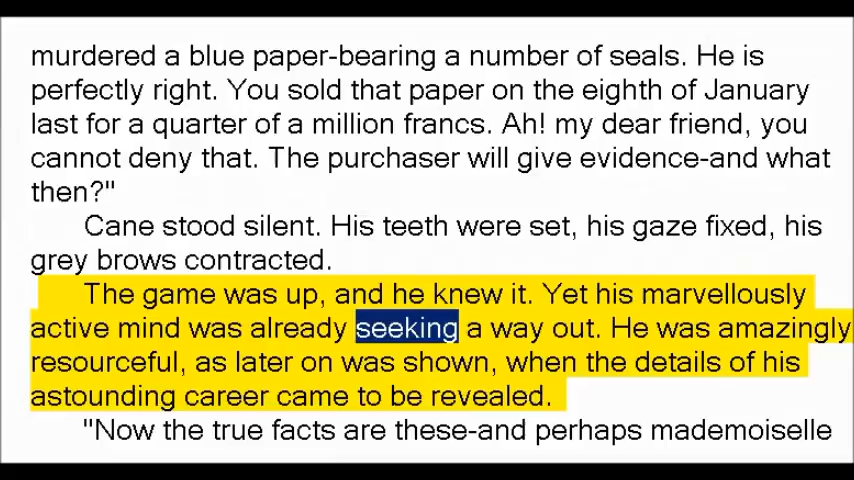 murdered a blue paper-bearing a number of seals. He is
perfectly right. You sold that paper on the eighth of January
last for a quarter of a million francs. Ah! my dear friend, you
cannot deny that. The purchaser will give evidence-and what
then?"
Cane stood silent. His teeth were set, his gaze fixed, his
grey brows contracted.
The game was up, and he knew it. Yet his marvellously
active mind was already seeking a way out. He was amazingly
resourceful, as later on was shown, when the details of his
astounding career came to be revealed.
"Now the true facts are these-and perhaps mademoiselle